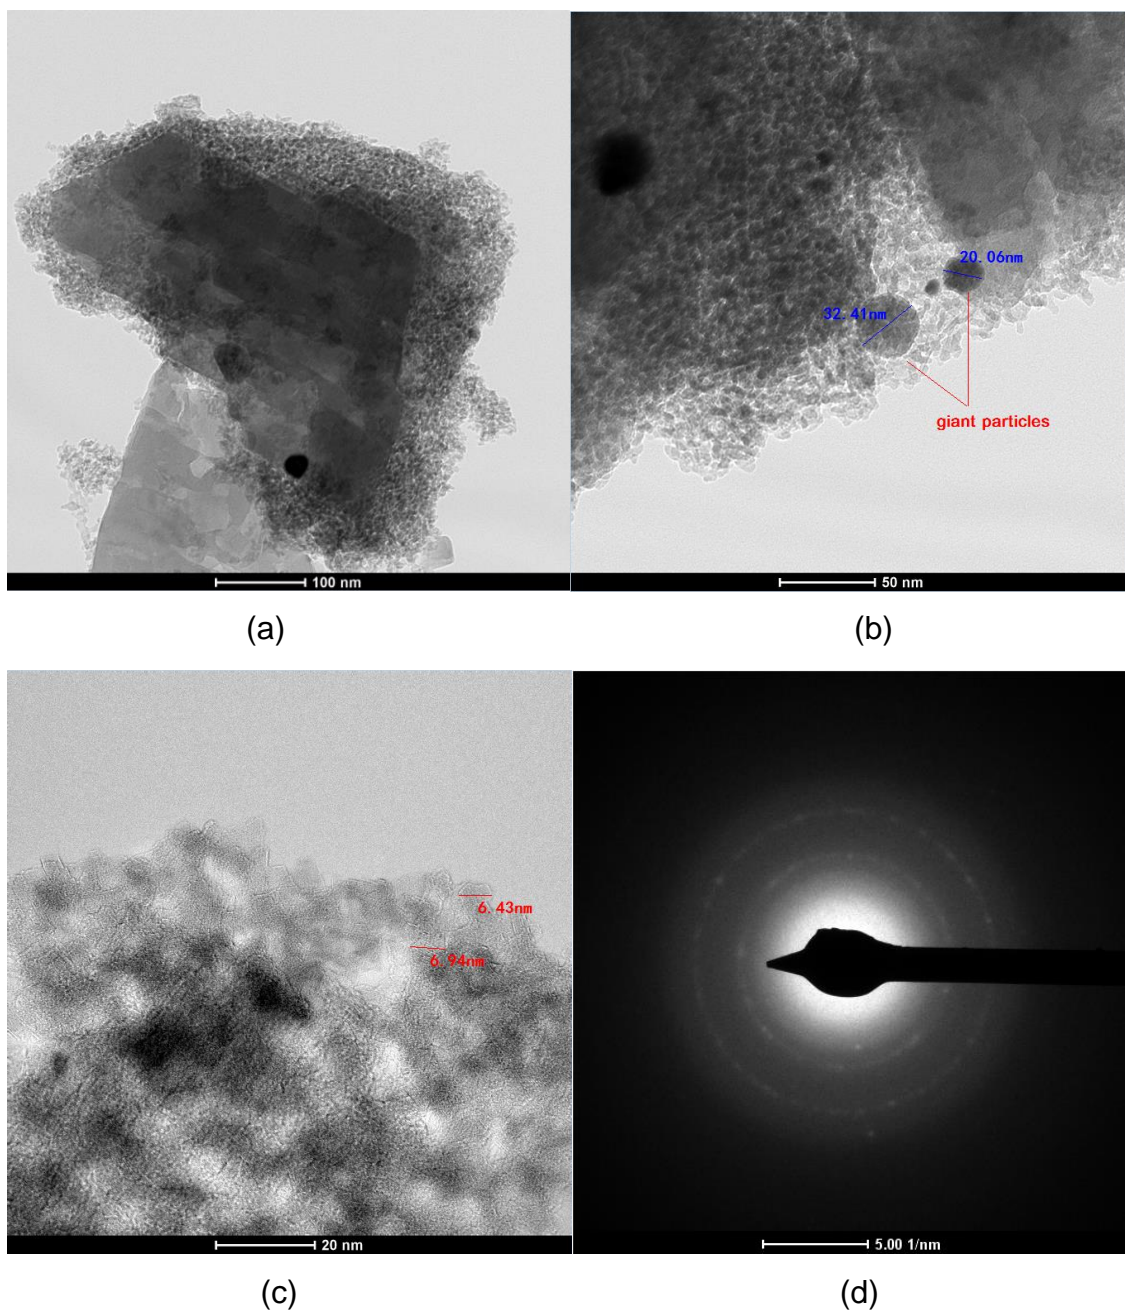 20.06nm
32.41nm
giant particles
100 nm
50 nm
(a)
(b)
6.43nm
6.94nm
20 nm
5.00 1/nm
(c)
(d)